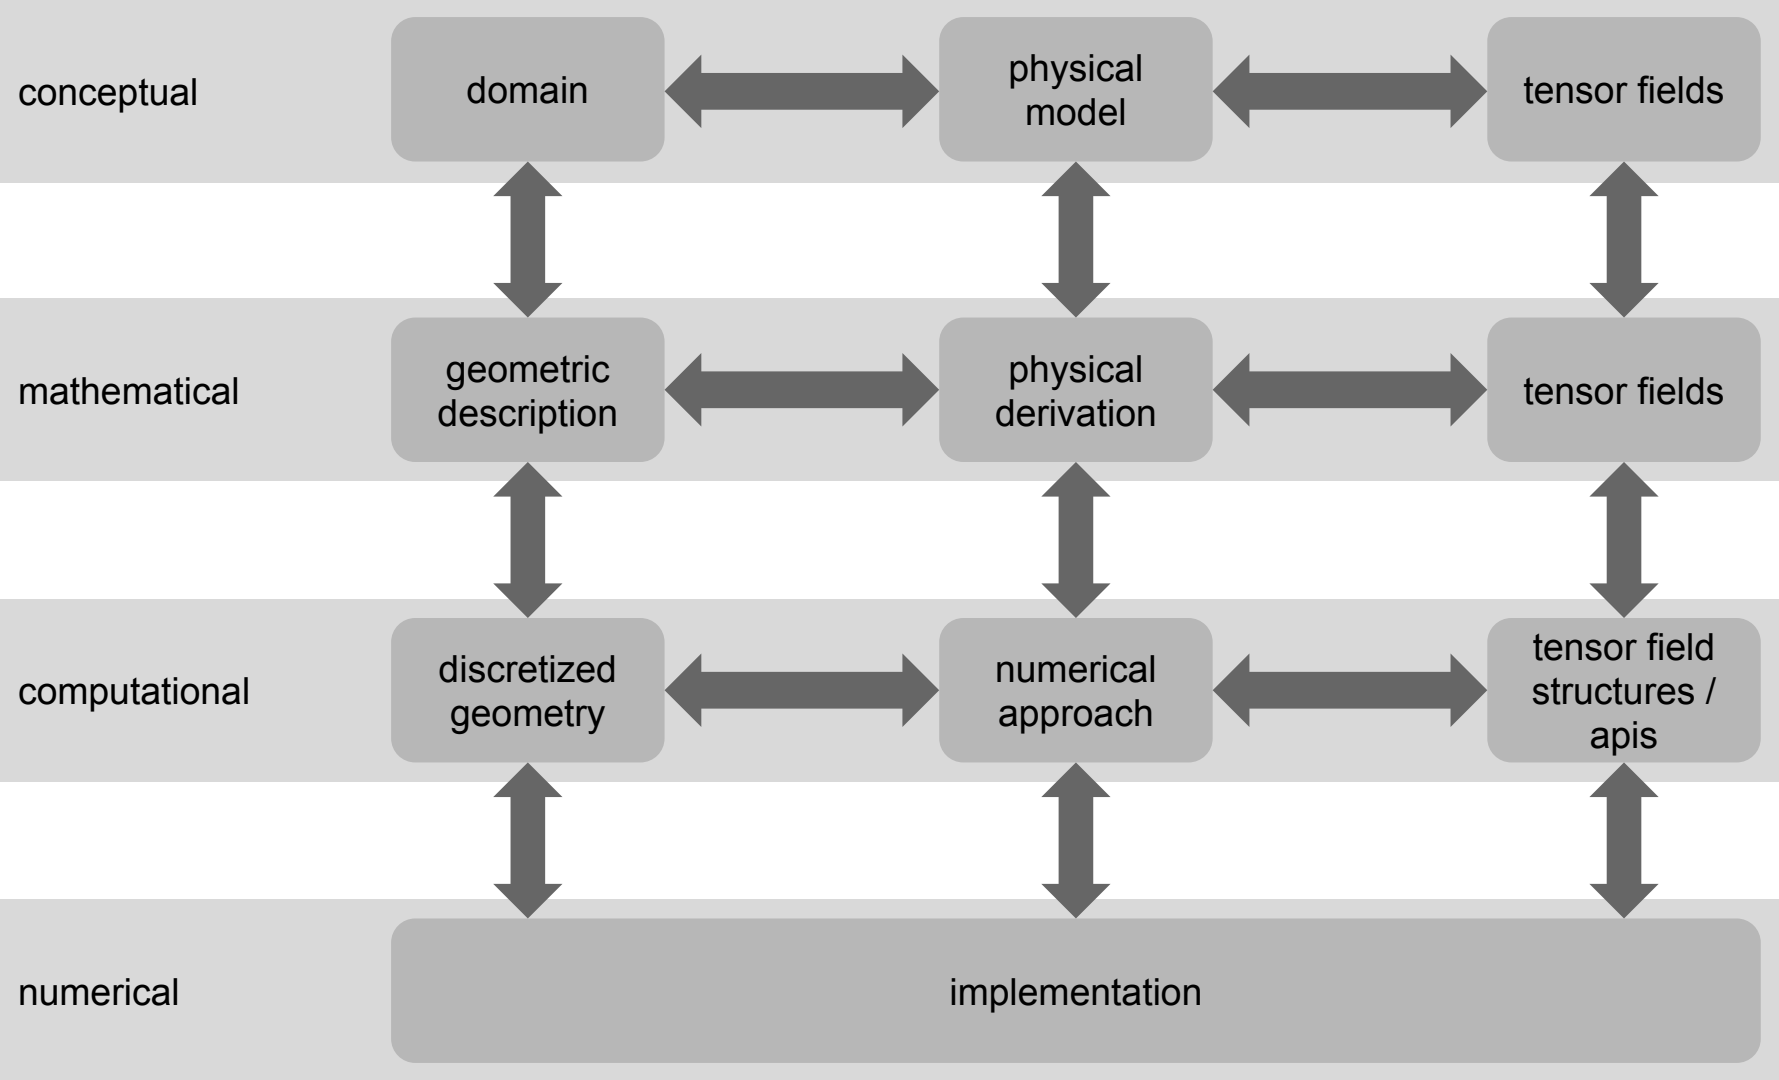 conceptual
domain
physical
model
tensor fields
mathematical
geometric
description
physical
derivation
tensor fields
computational
discretized
geometry
numerical
approach
tensor field
structures /
apis
numerical
implementation